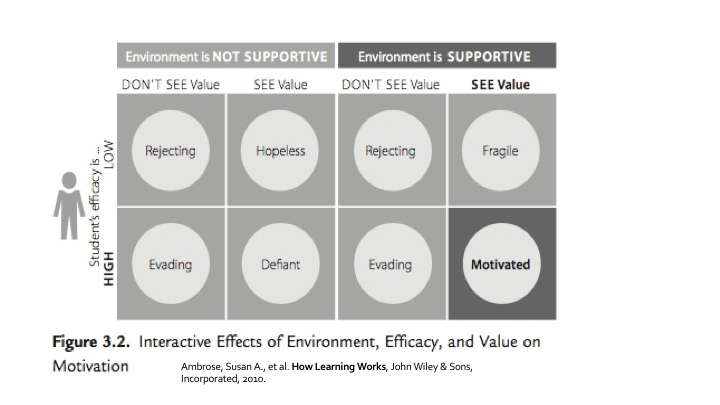 Environment is NOT SUPPORTIVE Environment is SUPPORTIVE
DON'T SEE Value SEE Value DON'T SEE Value SEE Value
Student's efficacy is ...
LOW
Rejecting Hopeless Rejecting Fragile
HIGH
Evading Defiant Evading Motivated
Figure 3.2. Interactive Effects of Environment, Efficacy, and Value on
Motivation
Ambrose, Susan A., et al. How Learning Works, John Wiley & Sons,
Incorporated, 2010.